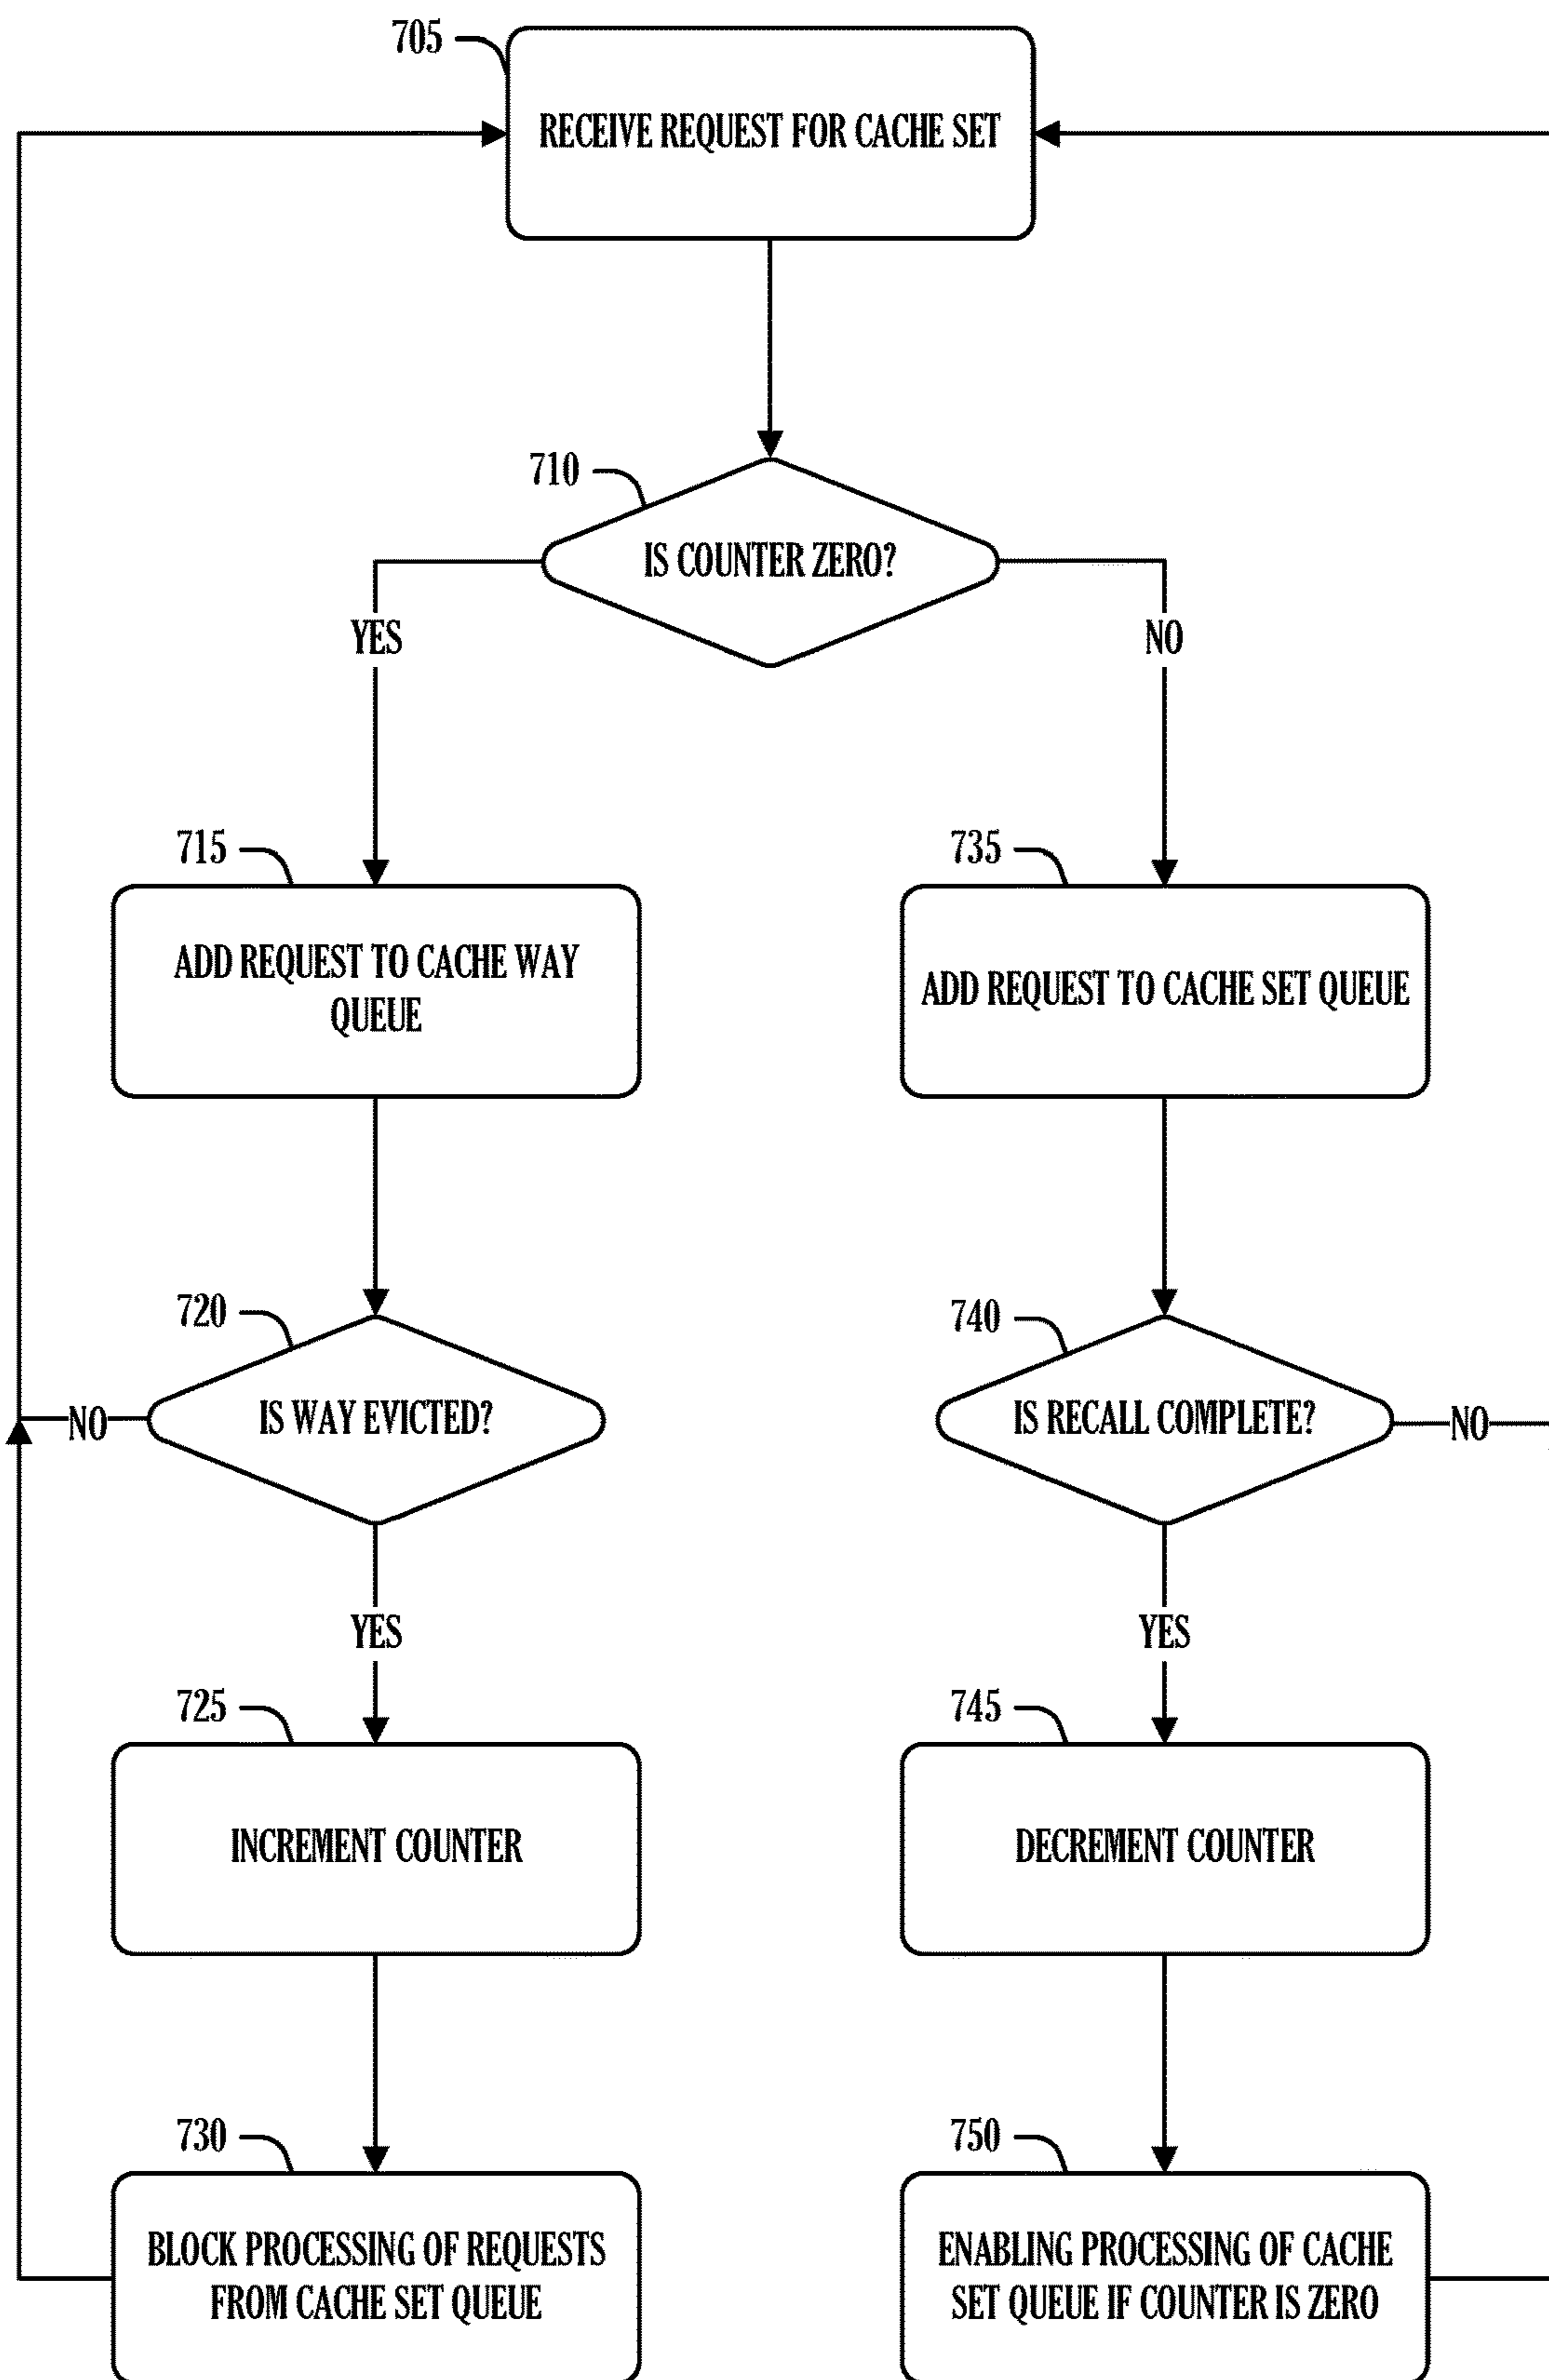 705
RECEIVE REQUEST FOR CACHE SET
710
IS COUNTER ZERO?
YES
NO
715
ADD REQUEST TO CACHE WAY
QUEUE
735
ADD REQUEST TO CACHE SET QUEUE
720
IS WAY EVICTED?
NO
YES
740
IS RECALL COMPLETE?
NO
YES
725
INCREMENT COUNTER
745
DECREMENT COUNTER
730
BLOCK PROCESSING OF REQUESTS
FROM CACHE SET QUEUE
750
ENABLING PROCESSING OF CACHE
SET QUEUE IF COUNTER IS ZERO